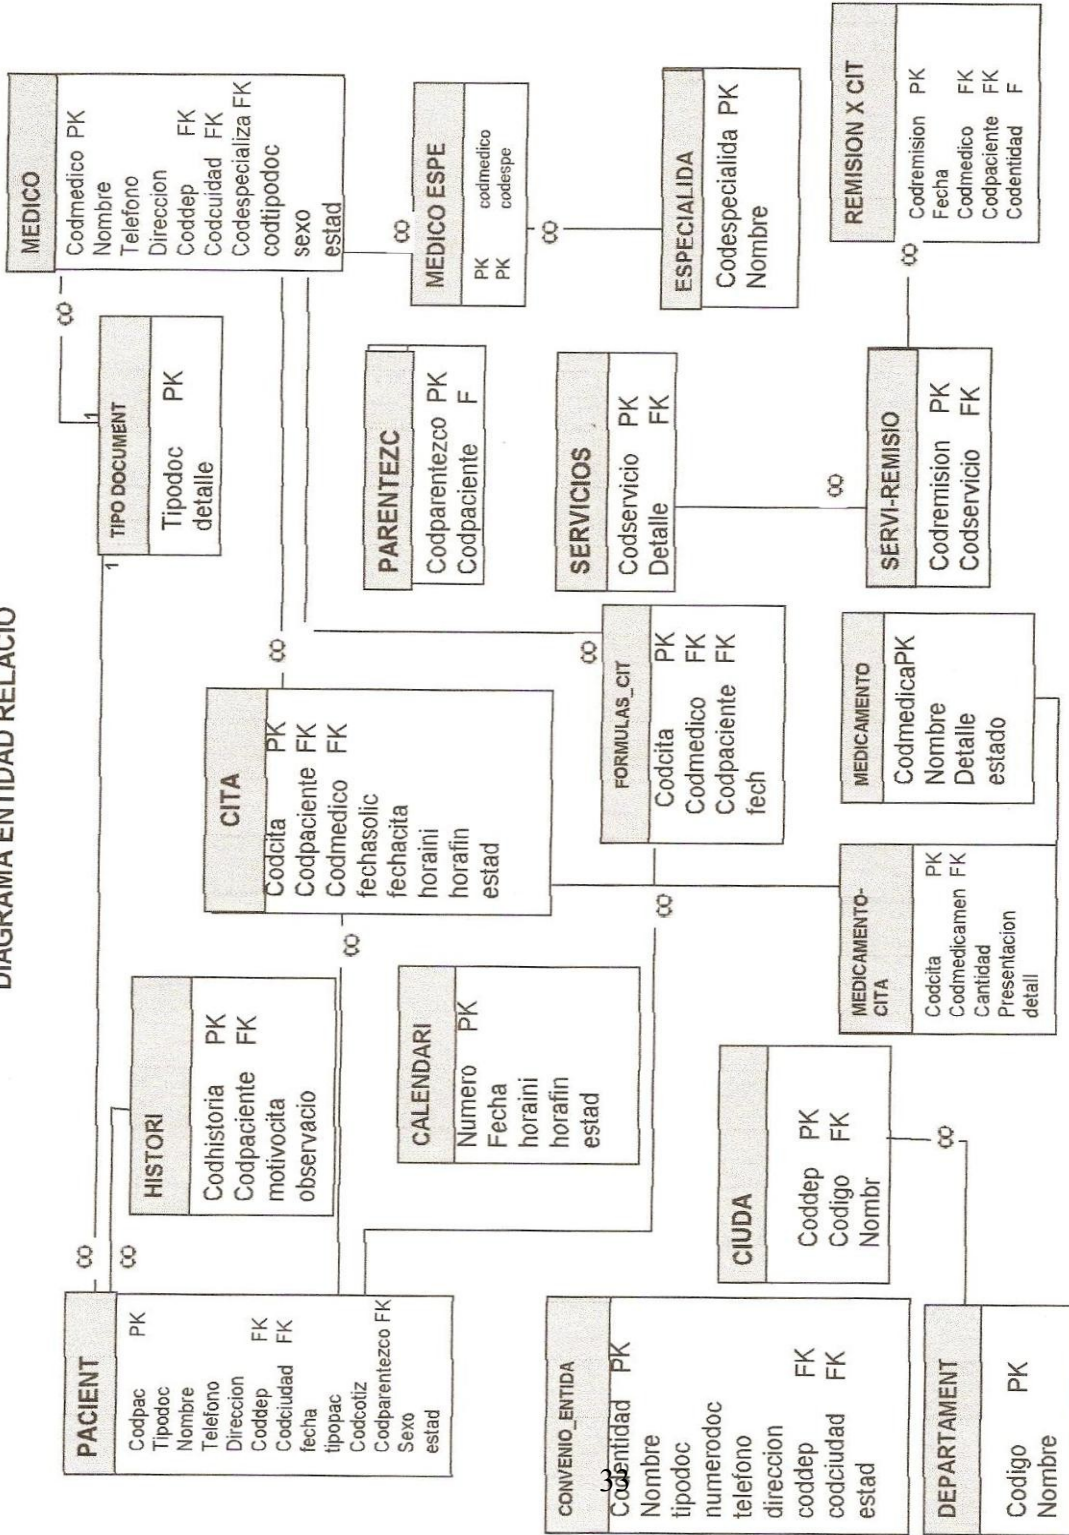 DIAGRAMA ENTIDAD RELACIO
PACIENT
Codpac PK
Tipodoc
Nombre
Telefono
Direccion
Coddep FK
Codciudad FK
fecha
tipopac
Codcotiz
Codparentezco FK
Sexo
estad
HISTORI
Codhistoria PK
Codpaciente FK
motivocita
observacio
CITA
Codcita PK
Codpaciente FK
Codmedico FK
fechasolic
fechacita
horaini
horafin
estad
TIPO DOCUMENT
Tipodoc PK
detalle
MEDICO
Codmedico PK
Nombre
Telefono
Direccion
Coddep FK
Codcuidad FK
Codespecializa FK
codtipodoc
sexo
estad
CALENDARI
Numero PK
Fecha
horaini
horafin
estad
PARENTEZC
Codparentezco PK
Codpaciente F
MEDICO ESPE
PK codmedico
PK codespe
CONVENIO_ENTIDA
Codentidad PK
Nombre
tipodoc
numerodoc
telefono
direccion
coddep FK
codciudad FK
estad
CIUDA
Coddep PK
Codigo FK
Nombr
FORMULAS_CIT
Codcita PK
Codmedico FK
Codpaciente FK
fech
SERVICIOS
Codservicio PK
Detalle FK
ESPECIALIDA
Codespecialida PK
Nombre
DEPARTAMENT
Codigo PK
Nombre
MEDICAMENTO-
CITA
Codcita PK
Codmedicamen FK
Cantidad
Presentacion
detall
MEDICAMENTO
CodmedicaPK
Nombre
Detalle
estado
SERVI-REMISIO
Codremision PK
Codservicio FK
REMISION X CIT
Codremision PK
Fecha
Codmedico FK
Codpaciente FK
Codentidad F
1
1
∞
∞
∞
∞
∞
∞
∞
∞
∞
∞
∞
∞
33